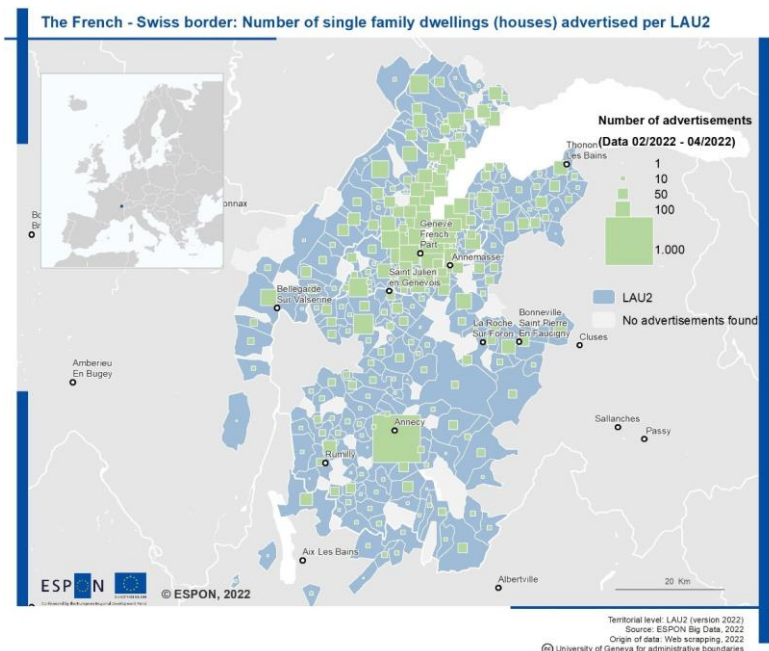 The French - Swiss border: Number of single family dwellings (houses) advertised per LAU2
Number of advertisements
(Data 02/2022 - 04/2022)
1
10
50
100
1.000
LAU2
No advertisements found
Thonon
Les Bains
onnax
Bo
Br
Geneve
French
Part
Annemasse
Saint Julien
en Genevois
Bellegarde
Sur Valserine
Bonneville
Saint Pierre
En Faucigny
La Roche
Sur Foron
Cluses
Amberieu
En Bugey
Sallanches
Passy
Annecy
Rumilly
Aix Les Bains
Albertville
20 Km
ESPON
© ESPON, 2022
Territorial level: LAU2 (version 2022)
Source: ESPON Big Data, 2022
Origin of data: Web scrapping, 2022
University of Geneva for administrative boundaries